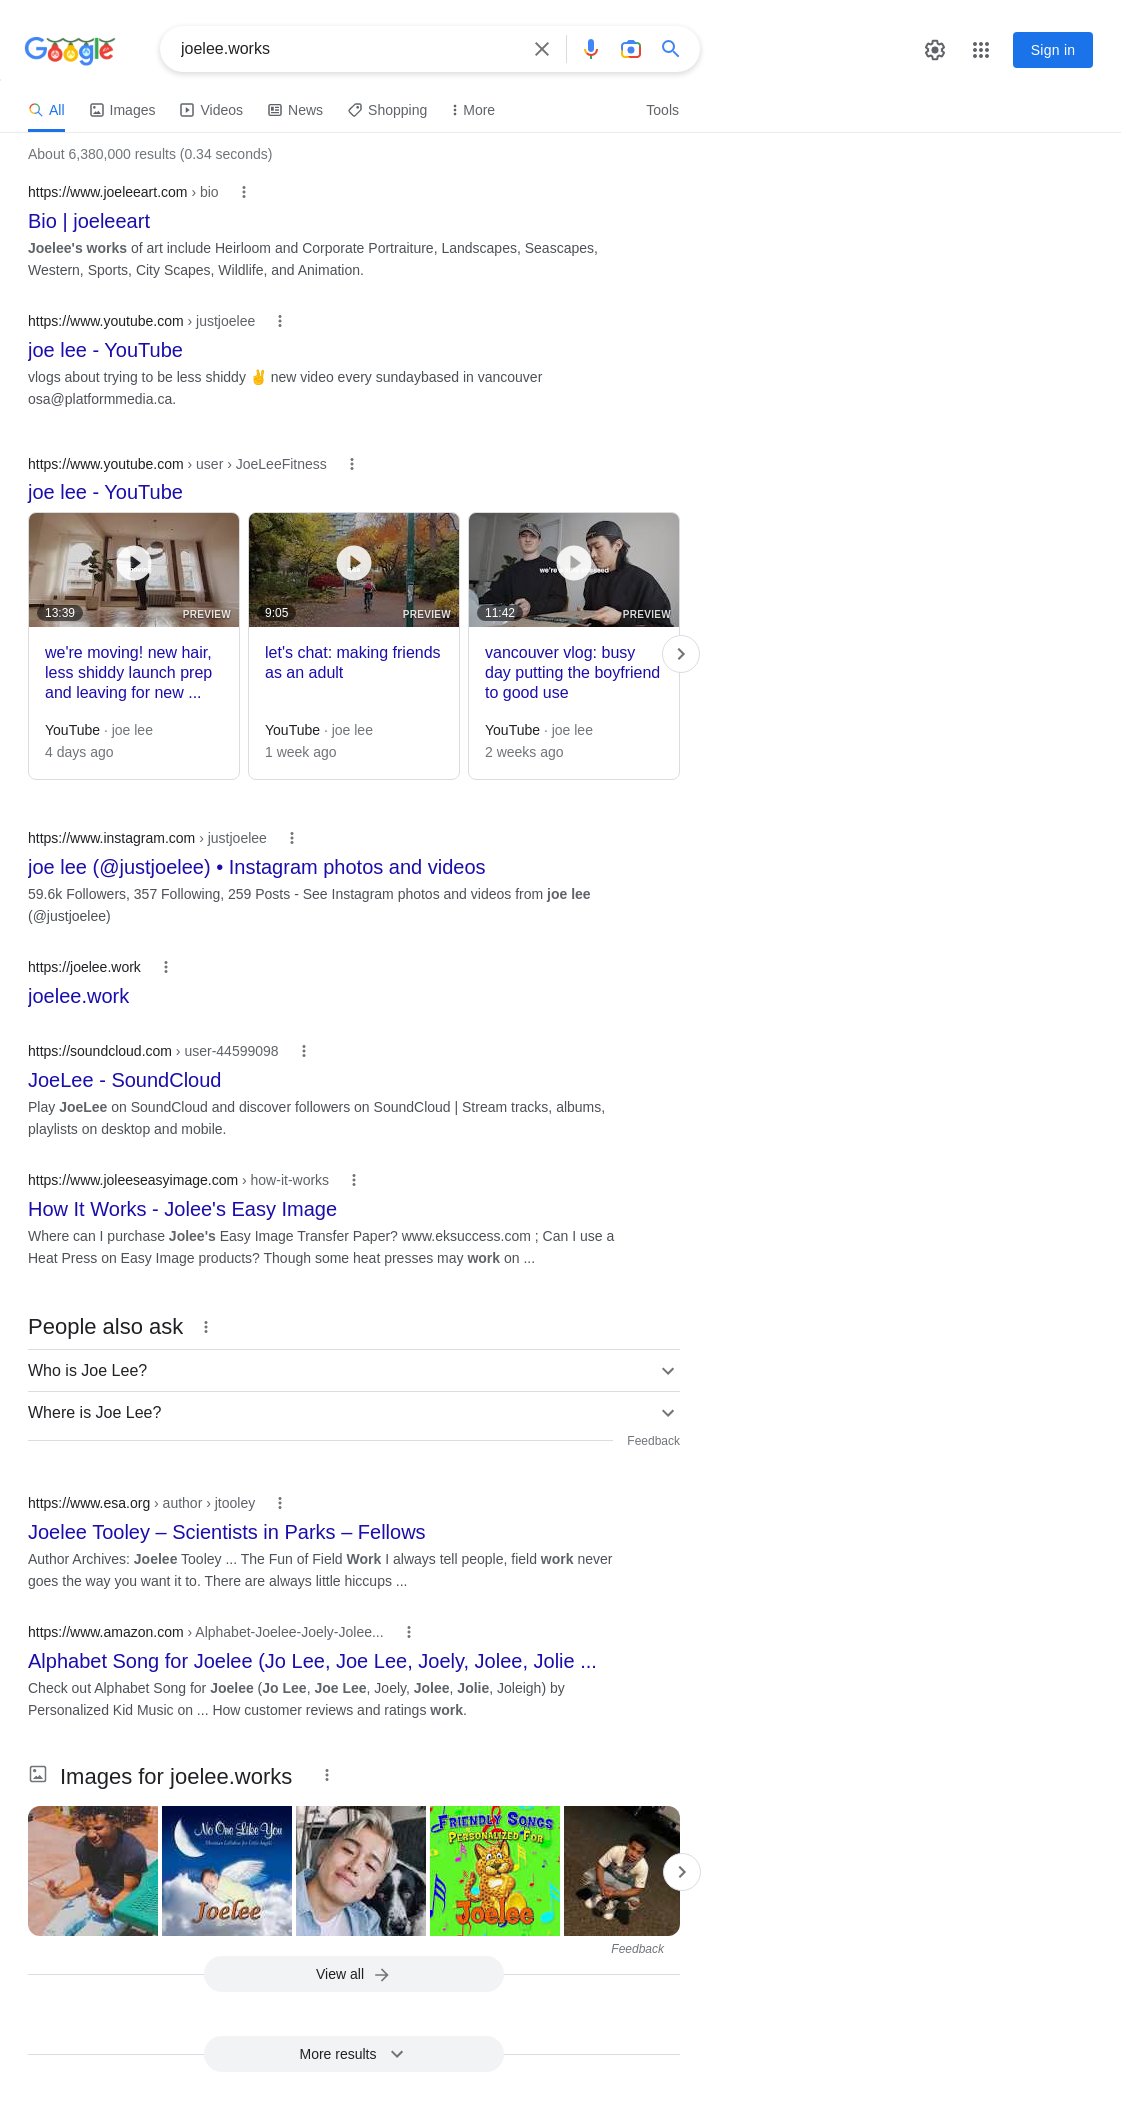 Google
joelee.works
Sign in
All
Images
Videos
News
Shopping
More
Tools
About 6,380,000 results (0.34 seconds)
https://www.joeleeart.com › bio
Bio | joeleeart
Joelee's works of art include Heirloom and Corporate Portraiture, Landscapes, Seascapes,
Western, Sports, City Scapes, Wildlife, and Animation.
https://www.youtube.com › justjoelee
joe lee - YouTube
vlogs about trying to be less shiddy ✌ new video every sundaybased in vancouver
osa@platformmedia.ca.
https://www.youtube.com › user › JoeLeeFitness
joe lee - YouTube
13:39
PREVIEW
9:05
PREVIEW
11:42
PREVIEW
we're moving! new hair,
less shiddy launch prep
and leaving for new ...
YouTube · joe lee
4 days ago
let's chat: making friends
as an adult
YouTube · joe lee
1 week ago
vancouver vlog: busy
day putting the boyfriend
to good use
YouTube · joe lee
2 weeks ago
https://www.instagram.com › justjoelee
joe lee (@justjoelee) • Instagram photos and videos
59.6k Followers, 357 Following, 259 Posts - See Instagram photos and videos from joe lee
(@justjoelee)
https://joelee.work
joelee.work
https://soundcloud.com › user-44599098
JoeLee - SoundCloud
Play JoeLee on SoundCloud and discover followers on SoundCloud | Stream tracks, albums,
playlists on desktop and mobile.
https://www.joleeseasyimage.com › how-it-works
How It Works - Jolee's Easy Image
Where can I purchase Jolee's Easy Image Transfer Paper? www.eksuccess.com ; Can I use a
Heat Press on Easy Image products? Though some heat presses may work on ...
People also ask
Who is Joe Lee?
Where is Joe Lee?
Feedback
https://www.esa.org › author › jtooley
Joelee Tooley – Scientists in Parks – Fellows
Author Archives: Joelee Tooley ... The Fun of Field Work I always tell people, field work never
goes the way you want it to. There are always little hiccups ...
https://www.amazon.com › Alphabet-Joelee-Joely-Jolee...
Alphabet Song for Joelee (Jo Lee, Joe Lee, Joely, Jolee, Jolie ...
Check out Alphabet Song for Joelee (Jo Lee, Joe Lee, Joely, Jolee, Jolie, Joleigh) by
Personalized Kid Music on ... How customer reviews and ratings work.
Images for joelee.works
No One Like You
Joelee
FRIENDLY SONGS
PERSONALIZED FOR
Joelee
Feedback
View all
More results